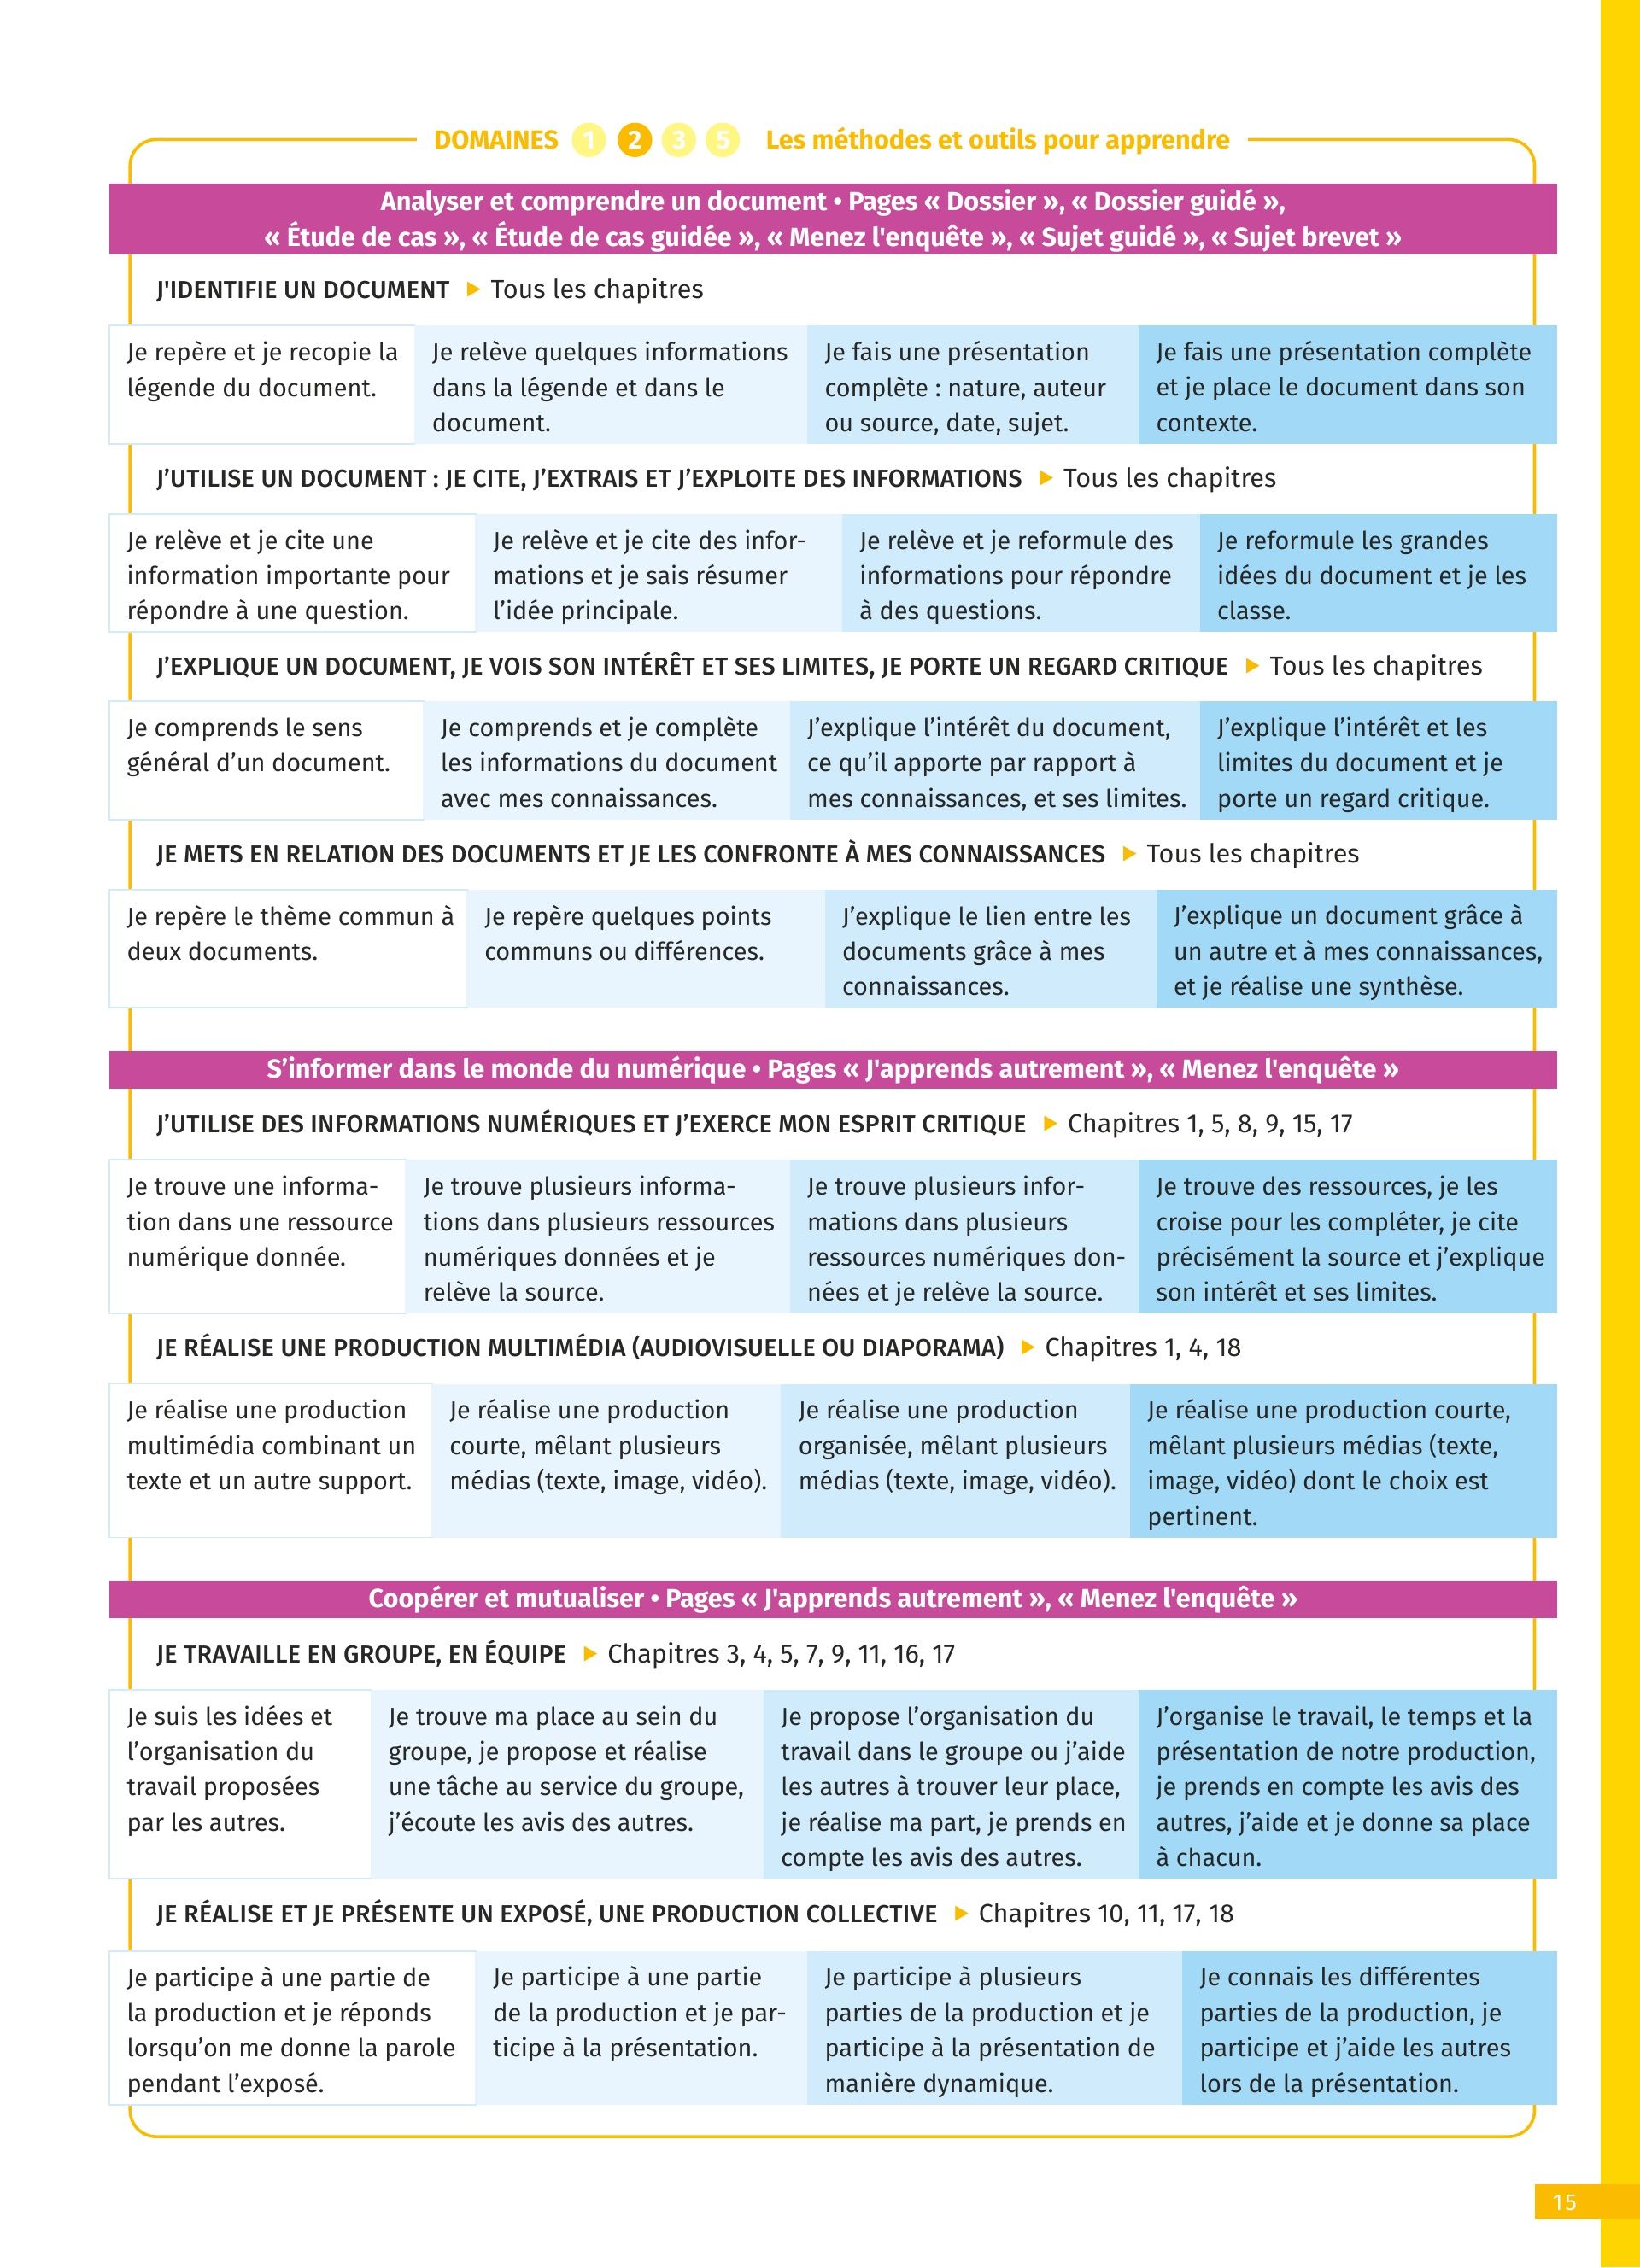 DOMAINES 1 2 3 5 Les méthodes et outils pour apprendre
Analyser et comprendre un document • Pages « Dossier », « Dossier guidé »,
« Étude de cas », « Étude de cas guidée », « Menez l'enquête », « Sujet guidé », « Sujet brevet »
J'IDENTIFIE UN DOCUMENT ▶ Tous les chapitres
Je repère et je recopie la
légende du document.
Je relève quelques informations
dans la légende et dans le
document.
Je fais une présentation
complète : nature, auteur
ou source, date, sujet.
Je fais une présentation complète
et je place le document dans son
contexte.
J’UTILISE UN DOCUMENT : JE CITE, J’EXTRAIS ET J’EXPLOITE DES INFORMATIONS ▶ Tous les chapitres
Je relève et je cite une
information importante pour
répondre à une question.
Je relève et je cite des infor-
mations et je sais résumer
l’idée principale.
Je relève et je reformule des
informations pour répondre
à des questions.
Je reformule les grandes
idées du document et je les
classe.
J’EXPLIQUE UN DOCUMENT, JE VOIS SON INTÉRÊT ET SES LIMITES, JE PORTE UN REGARD CRITIQUE ▶ Tous les chapitres
Je comprends le sens
général d’un document.
Je comprends et je complète
les informations du document
avec mes connaissances.
J’explique l’intérêt du document,
ce qu’il apporte par rapport à
mes connaissances, et ses limites.
J’explique l’intérêt et les
limites du document et je
porte un regard critique.
JE METS EN RELATION DES DOCUMENTS ET JE LES CONFRONTE À MES CONNAISSANCES ▶ Tous les chapitres
Je repère le thème commun à
deux documents.
Je repère quelques points
communs ou différences.
J’explique le lien entre les
documents grâce à mes
connaissances.
J’explique un document grâce à
un autre et à mes connaissances,
et je réalise une synthèse.
S’informer dans le monde du numérique • Pages « J'apprends autrement », « Menez l'enquête »
J’UTILISE DES INFORMATIONS NUMÉRIQUES ET J’EXERCE MON ESPRIT CRITIQUE ▶ Chapitres 1, 5, 8, 9, 15, 17
Je trouve une informa-
tion dans une ressource
numérique donnée.
Je trouve plusieurs informa-
tions dans plusieurs ressources
numériques données et je
relève la source.
Je trouve plusieurs infor-
mations dans plusieurs
ressources numériques don-
nées et je relève la source.
Je trouve des ressources, je les
croise pour les compléter, je cite
précisément la source et j’explique
son intérêt et ses limites.
JE RÉALISE UNE PRODUCTION MULTIMÉDIA (AUDIOVISUELLE OU DIAPORAMA) ▶ Chapitres 1, 4, 18
Je réalise une production
multimédia combinant un
texte et un autre support.
Je réalise une production
courte, mêlant plusieurs
médias (texte, image, vidéo).
Je réalise une production
organisée, mêlant plusieurs
médias (texte, image, vidéo).
Je réalise une production courte,
mêlant plusieurs médias (texte,
image, vidéo) dont le choix est
pertinent.
Coopérer et mutualiser • Pages « J'apprends autrement », « Menez l'enquête »
JE TRAVAILLE EN GROUPE, EN ÉQUIPE ▶ Chapitres 3, 4, 5, 7, 9, 11, 16, 17
Je suis les idées et
l’organisation du
travail proposées
par les autres.
Je trouve ma place au sein du
groupe, je propose et réalise
une tâche au service du groupe,
j’écoute les avis des autres.
Je propose l’organisation du
travail dans le groupe ou j’aide
les autres à trouver leur place,
je réalise ma part, je prends en
compte les avis des autres.
J’organise le travail, le temps et la
présentation de notre production,
je prends en compte les avis des
autres, j’aide et je donne sa place
à chacun.
JE RÉALISE ET JE PRÉSENTE UN EXPOSÉ, UNE PRODUCTION COLLECTIVE ▶ Chapitres 10, 11, 17, 18
Je participe à une partie de
la production et je réponds
lorsqu’on me donne la parole
pendant l’exposé.
Je participe à une partie
de la production et je par-
ticipe à la présentation.
Je participe à plusieurs
parties de la production et je
participe à la présentation de
manière dynamique.
Je connais les différentes
parties de la production, je
participe et j’aide les autres
lors de la présentation.
15